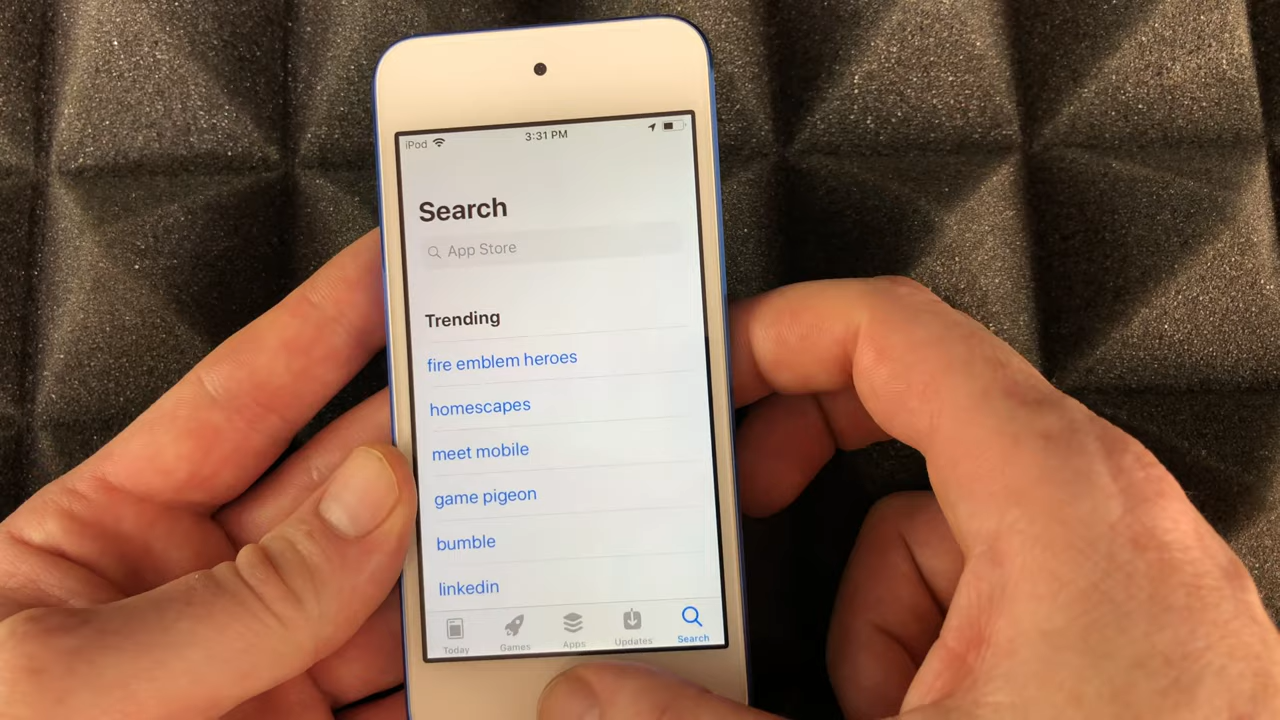 iPod 3:31 PM
Search
App Store
Trending
fire emblem heroes
homescapes
meet mobile
game pigeon
bumble
linkedin
Today Games Apps Updates Search